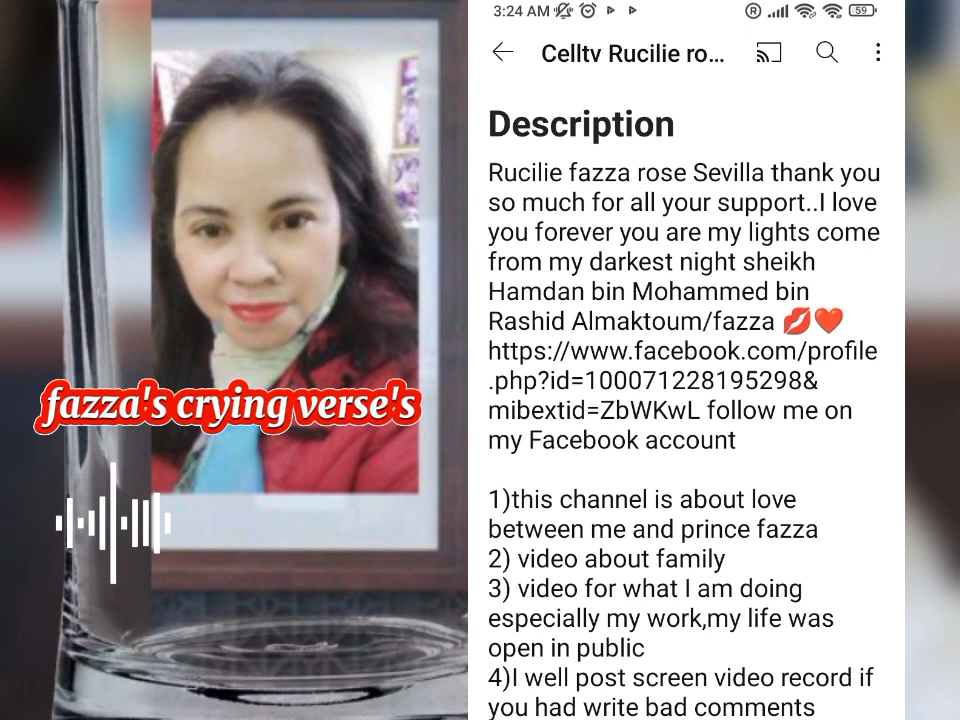 fazza's crying verse's
3:24 AM
59
Celltv Rucilie ro...
Description
Rucilie fazza rose Sevilla thank you
so much for all your support..I love
you forever you are my lights come
from my darkest night sheikh
Hamdan bin Mohammed bin
Rashid Almaktoum/fazza 💋❤️
https://www.facebook.com/profile
.php?id=100071228195298&
mibextid=ZbWKwL follow me on
my Facebook account
1)this channel is about love
between me and prince fazza
2) video about family
3) video for what I am doing
especially my work,my life was
open in public
4)I well post screen video record if
you had write bad comments